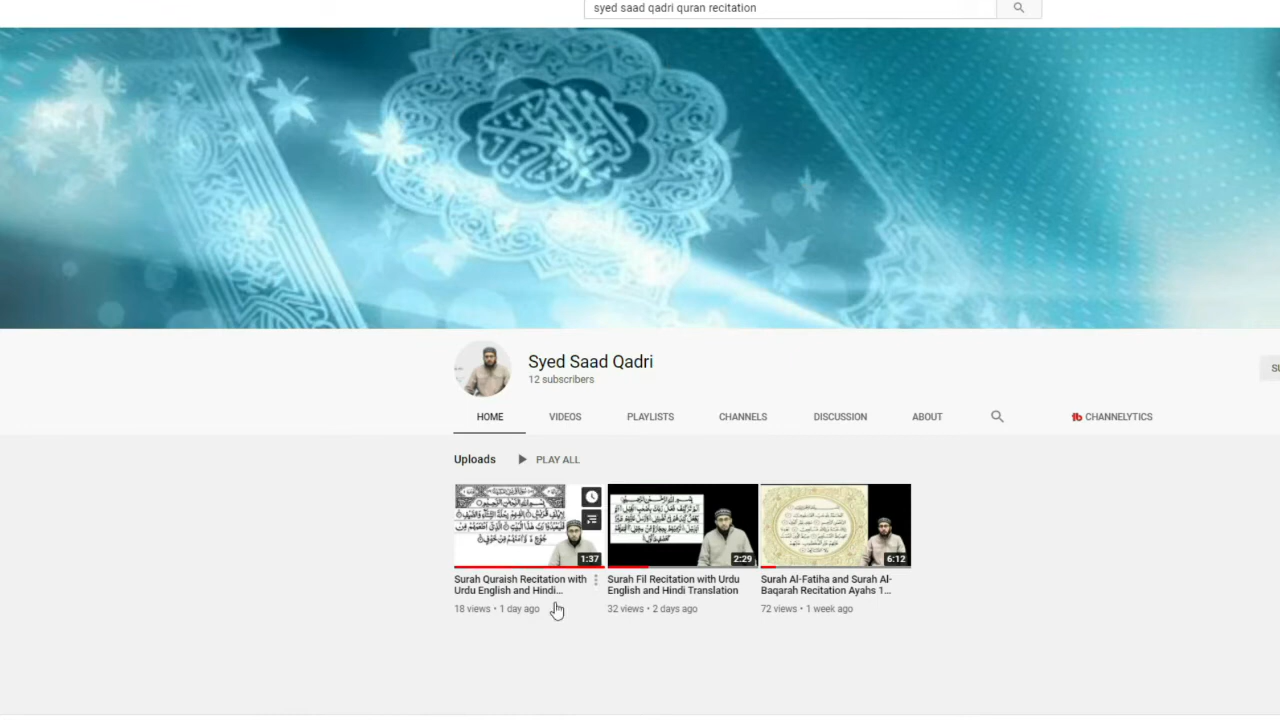 syed saad qadri quran recitation
Syed Saad Qadri
12 subscribers
SU
HOME VIDEOS PLAYLISTS CHANNELS DISCUSSION ABOUT CHANNELYTICS
Uploads PLAY ALL
1:37 2:29 6:12
Surah Quraish Recitation with
Urdu English and Hindi...
18 views • 1 day ago
Surah Fil Recitation with Urdu
English and Hindi Translation
32 views • 2 days ago
Surah Al-Fatiha and Surah Al-
Baqarah Recitation Ayahs 1...
72 views • 1 week ago